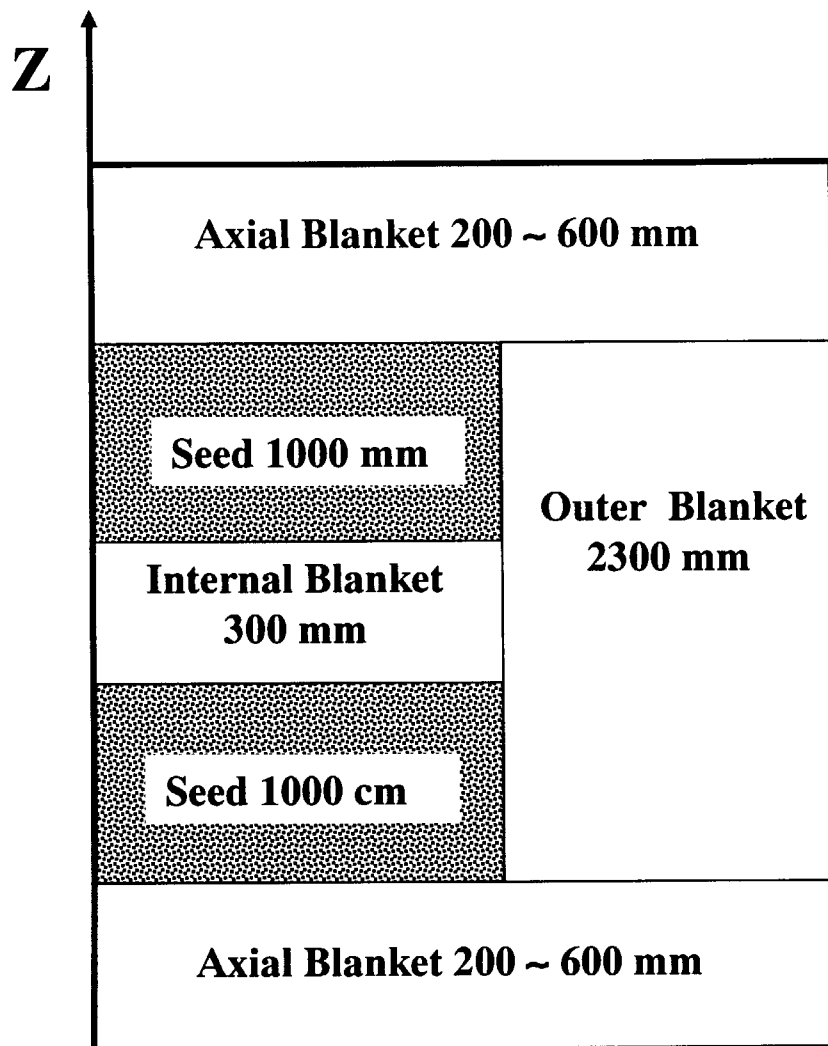 Z
Axial Blanket 200 ~ 600 mm
Seed 1000 mm
Outer Blanket
2300 mm
Internal Blanket
300 mm
Seed 1000 cm
Axial Blanket 200 ~ 600 mm